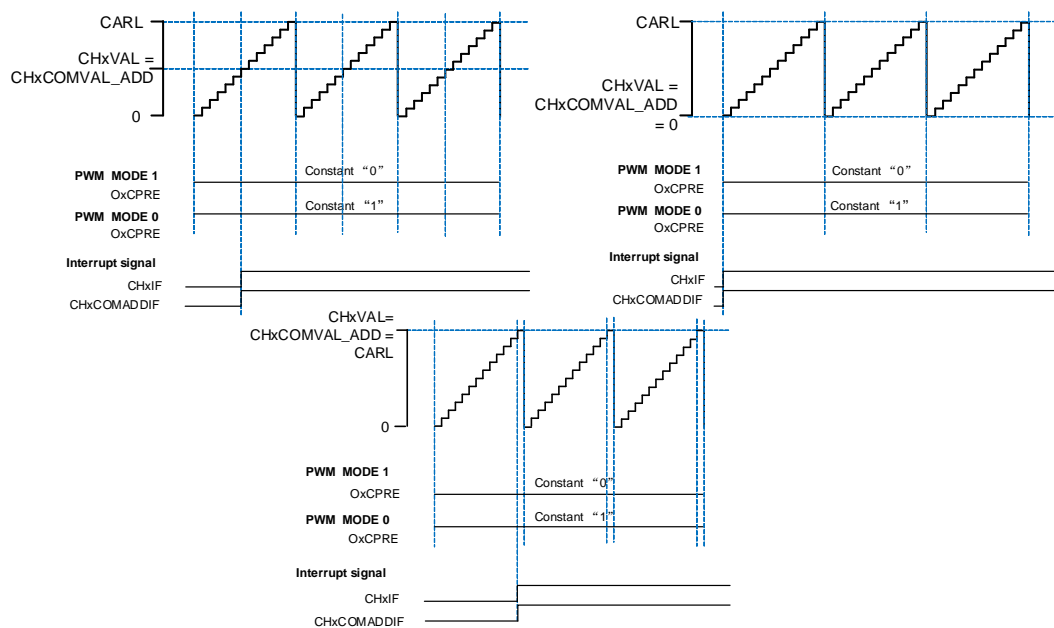 CARL
CHxVAL =
CHxCOMVAL_ADD
0
PWM MODE 1
OxCPRE
Constant “0”
PWM MODE 0
OxCPRE
Constant “1”
Interrupt signal
CHxIF
CHxCOMADDIF
CARL
CHxVAL =
CHxCOMVAL_ADD
= 0
PWM MODE 1
OxCPRE
Constant “0”
PWM MODE 0
OxCPRE
Constant “1”
Interrupt signal
CHxIF
CHxCOMADDIF
CHxVAL=
CHxCOMVAL_ADD =
CARL
0
PWM MODE 1
OxCPRE
Constant “0”
PWM MODE 0
OxCPRE
Constant “1”
Interrupt signal
CHxIF
CHxCOMADDIF